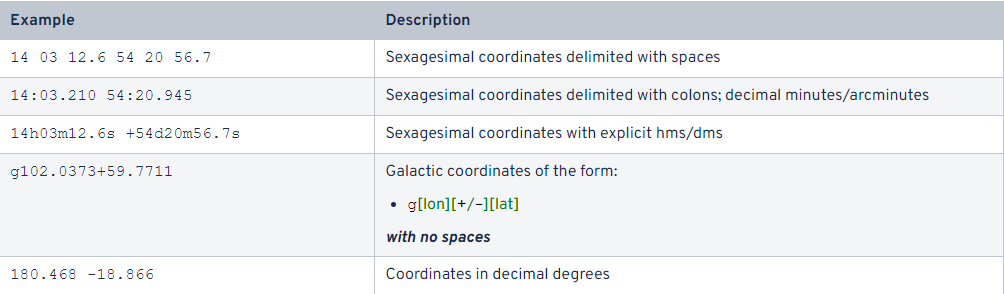 Example Description
14 03 12.6 54 20 56.7 Sexagesimal coordinates delimited with spaces
14:03.210 54:20.945 Sexagesimal coordinates delimited with colons; decimal minutes/arcminutes
14h03m12.6s +54d20m56.7s Sexagesimal coordinates with explicit hms/dms
g102.0373+59.7711 Galactic coordinates of the form:
• g[lon][+/-][lat]
with no spaces
180.468 -18.866 Coordinates in decimal degrees